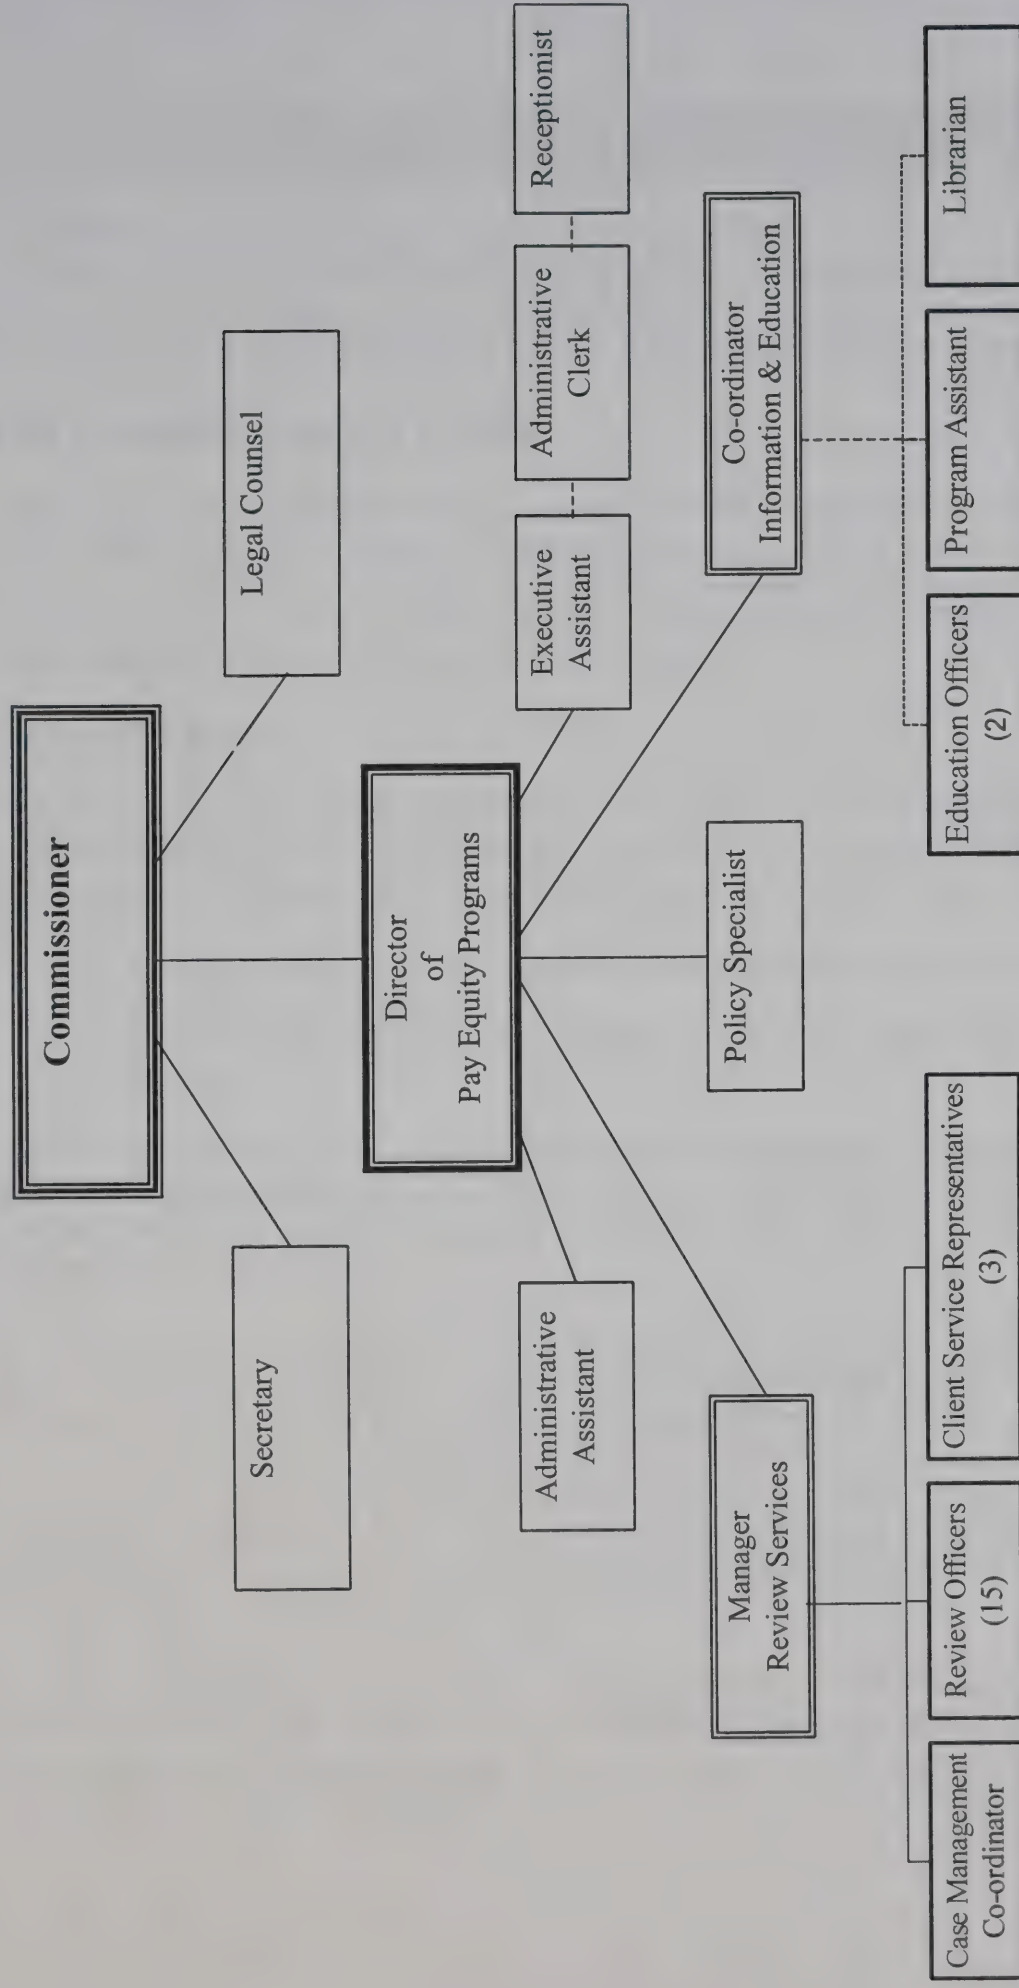 Commissioner
Secretary
Legal Counsel
Director
of
Pay Equity Programs
Administrative
Assistant
Executive
Assistant
Administrative
Clerk
Receptionist
Manager
Review Services
Policy Specialist
Co-ordinator
Information & Education
Case Management
Co-ordinator
Review Officers
(15)
Client Service Representatives
(3)
Education Officers
(2)
Program Assistant
Librarian